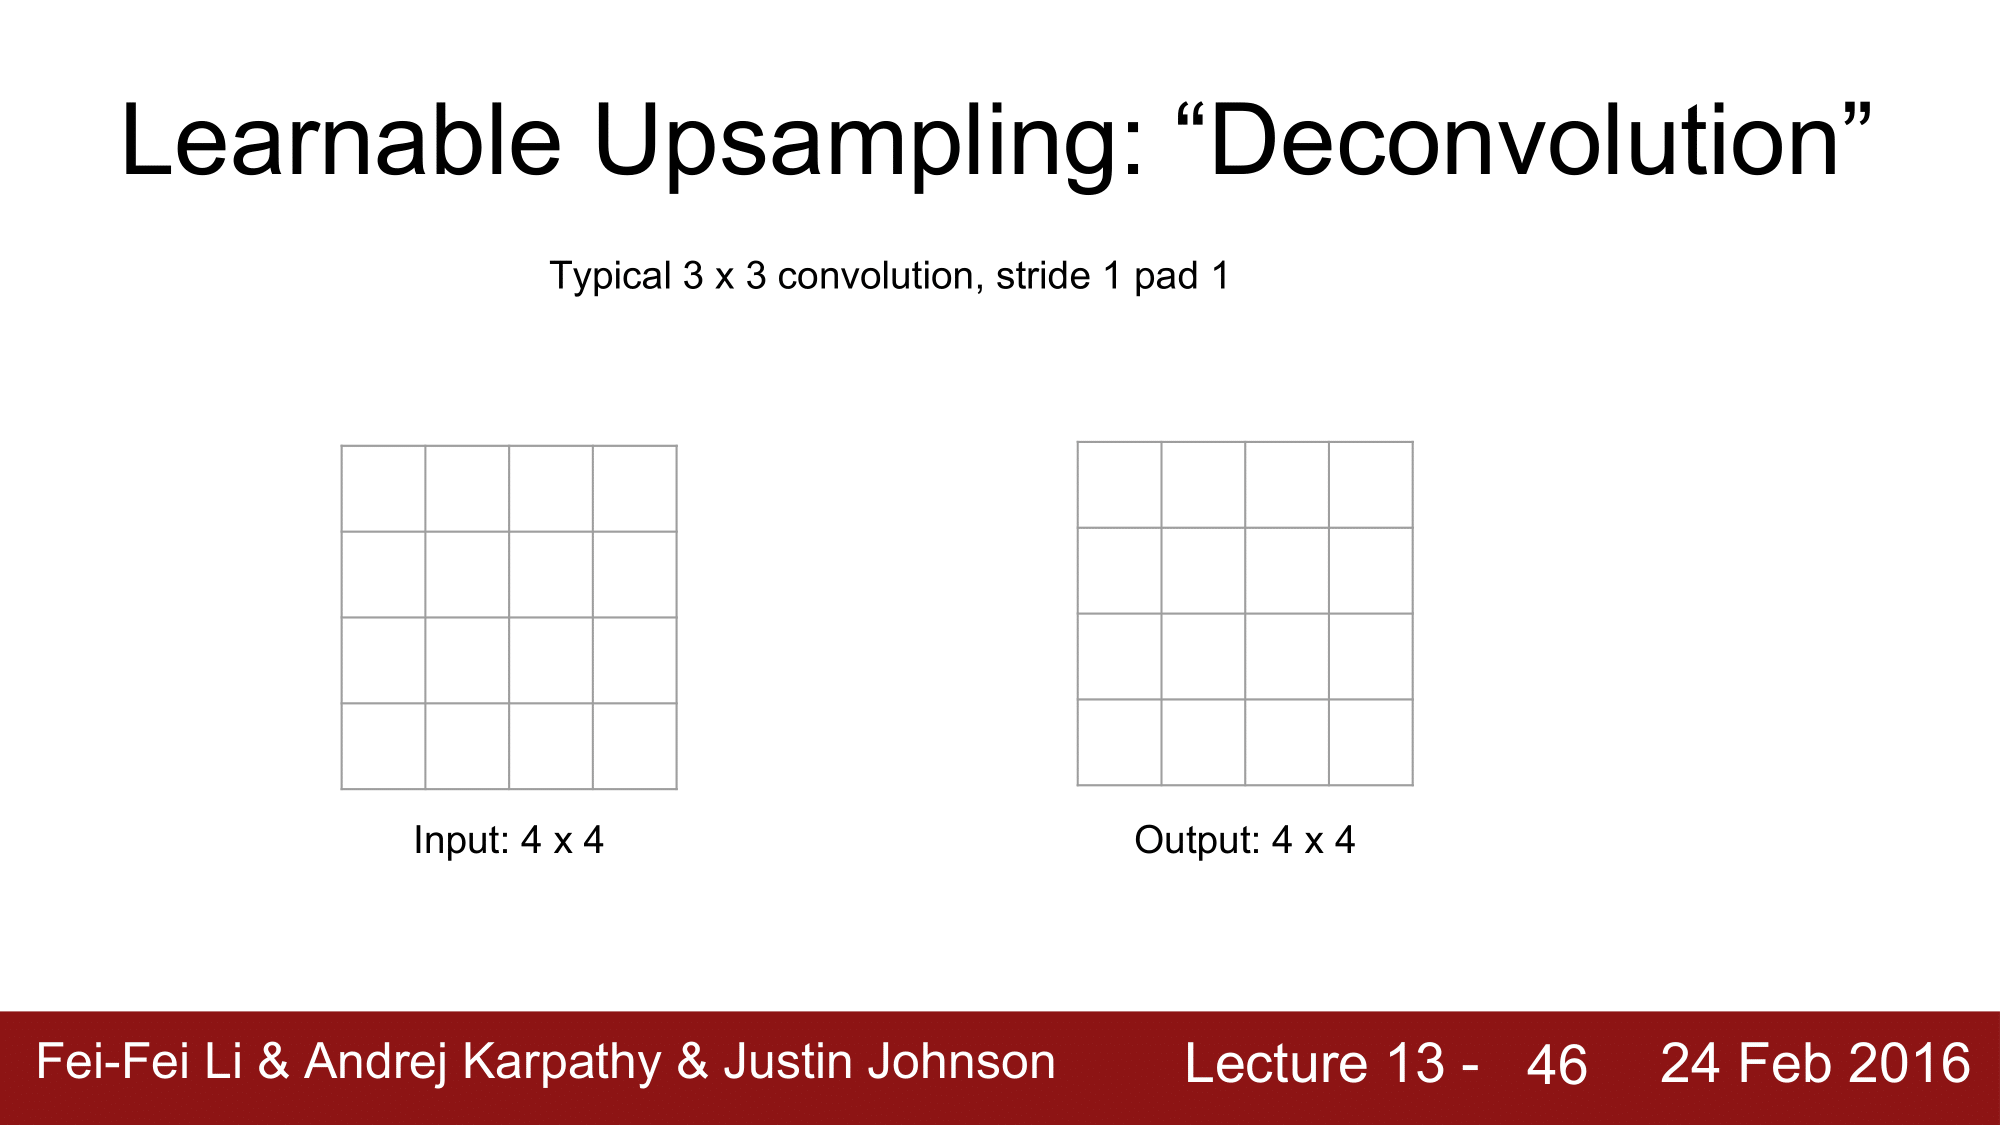 Learnable Upsampling: “Deconvolution”
Typical 3 x 3 convolution, stride 1 pad 1
Input: 4 x 4
Output: 4 x 4
Fei-Fei Li & Andrej Karpathy & Justin Johnson
Lecture 13 - 46
24 Feb 2016